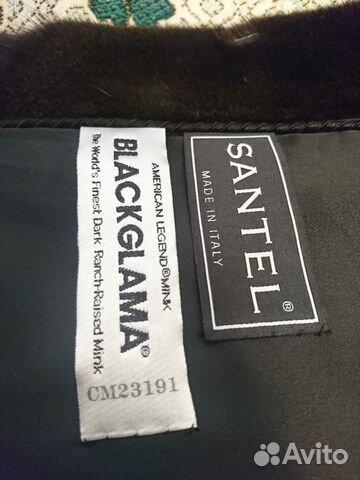 AMERICAN LEGEND®MINK
BLACKGLAMA®
The World's Finest Dark Ranch-Raised Mink
CM23191
SANTEL®
MADE IN ITALY
Avito